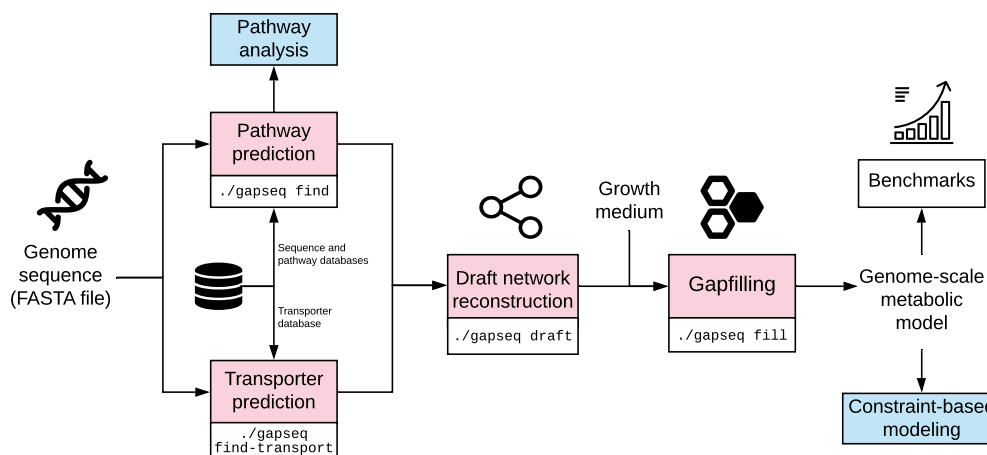 Pathway
analysis
Pathway
prediction
./gapseq find
Genome
sequence
(FASTA file)
Sequence and
pathway databases
Transporter
database
Transporter
prediction
./gapseq
find-transport
Draft network
reconstruction
./gapseq draft
Growth
medium
Gapfilling
./gapseq fill
Benchmarks
Genome-scale
metabolic
model
Constraint-based
modeling